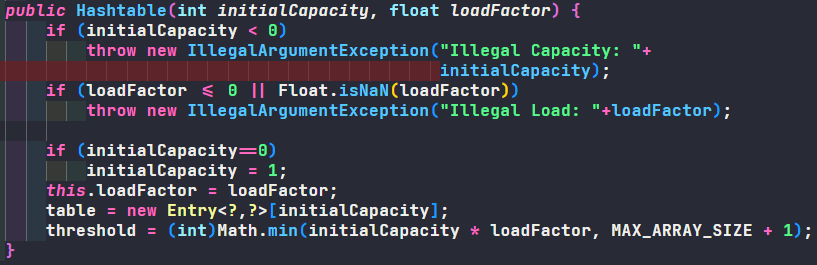 public Hashtable(int initialCapacity, float loadFactor) {
if (initialCapacity < 0)
throw new IllegalArgumentException("Illegal Capacity: "+
initialCapacity);
if (loadFactor <= 0 || Float.isNaN(loadFactor))
throw new IllegalArgumentException("Illegal Load: "+loadFactor);
if (initialCapacity==0)
initialCapacity = 1;
this.loadFactor = loadFactor;
table = new Entry<?,?>[initialCapacity];
threshold = (int)Math.min(initialCapacity * loadFactor, MAX_ARRAY_SIZE + 1);
}